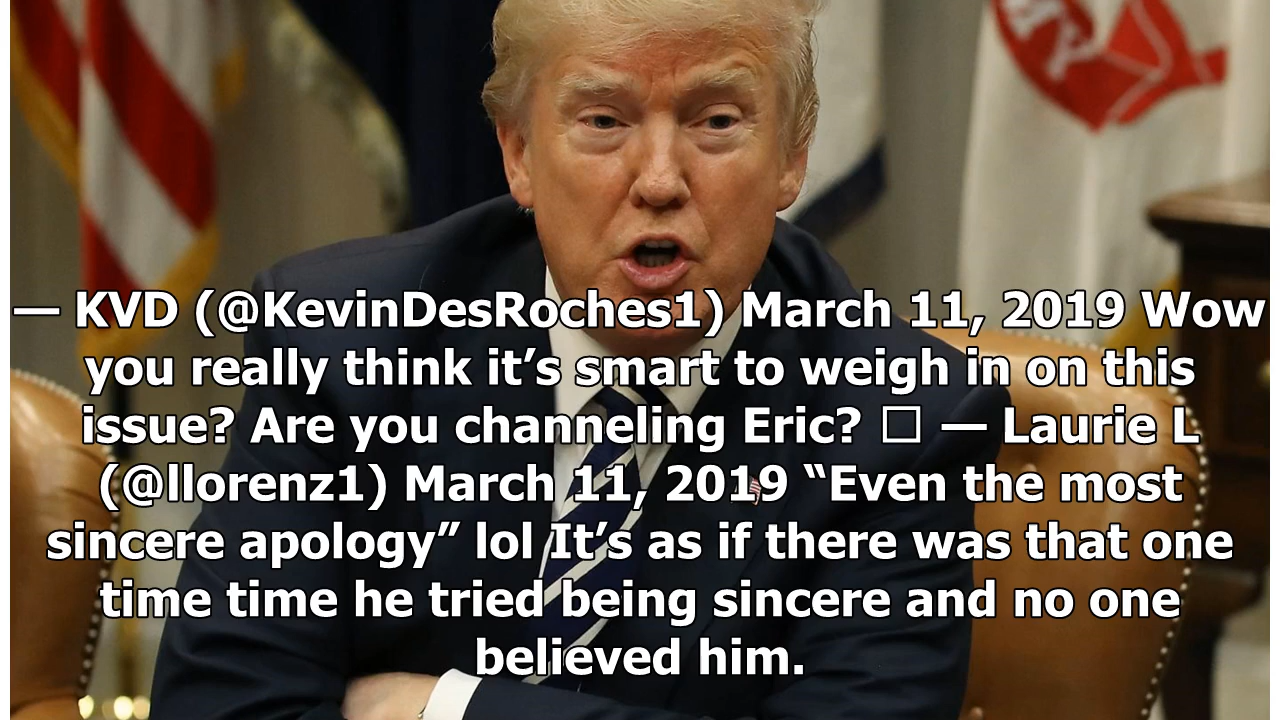 MY
— KVD (@KevinDesRoches1) March 11, 2019 Wow
you really think it’s smart to weigh in on this
issue? Are you channeling Eric? □ — Laurie L
(@llorenz1) March 11, 2019 “Even the most
sincere apology” lol It’s as if there was that one
time time he tried being sincere and no one
believed him.